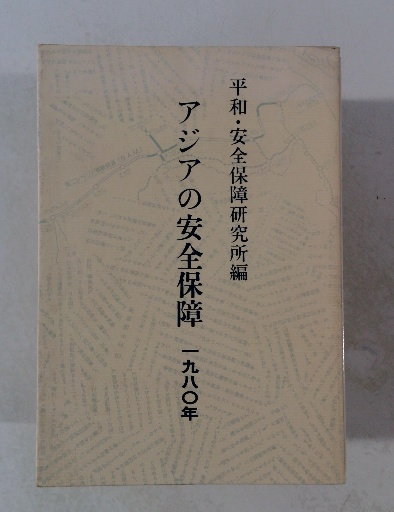 平和・安全保障研究所編
アジアの安全保障 一九八〇年